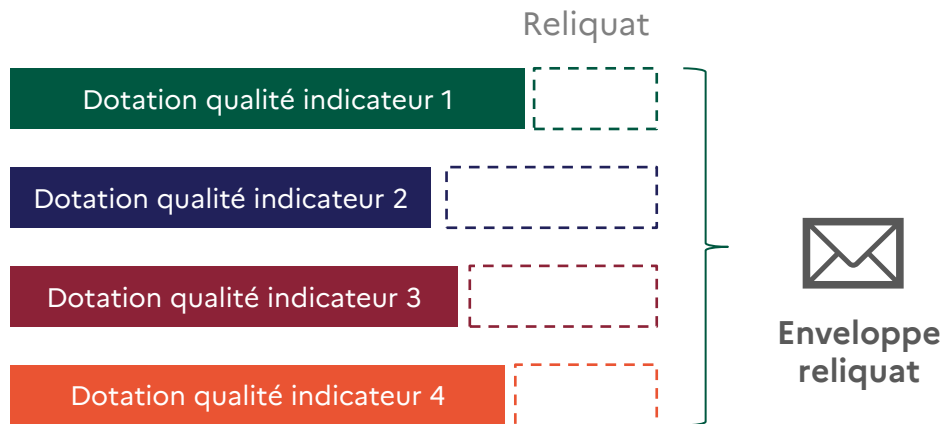 Reliquat
Dotation qualité indicateur 1
Dotation qualité indicateur 2
Dotation qualité indicateur 3
Dotation qualité indicateur 4
Enveloppe
reliquat